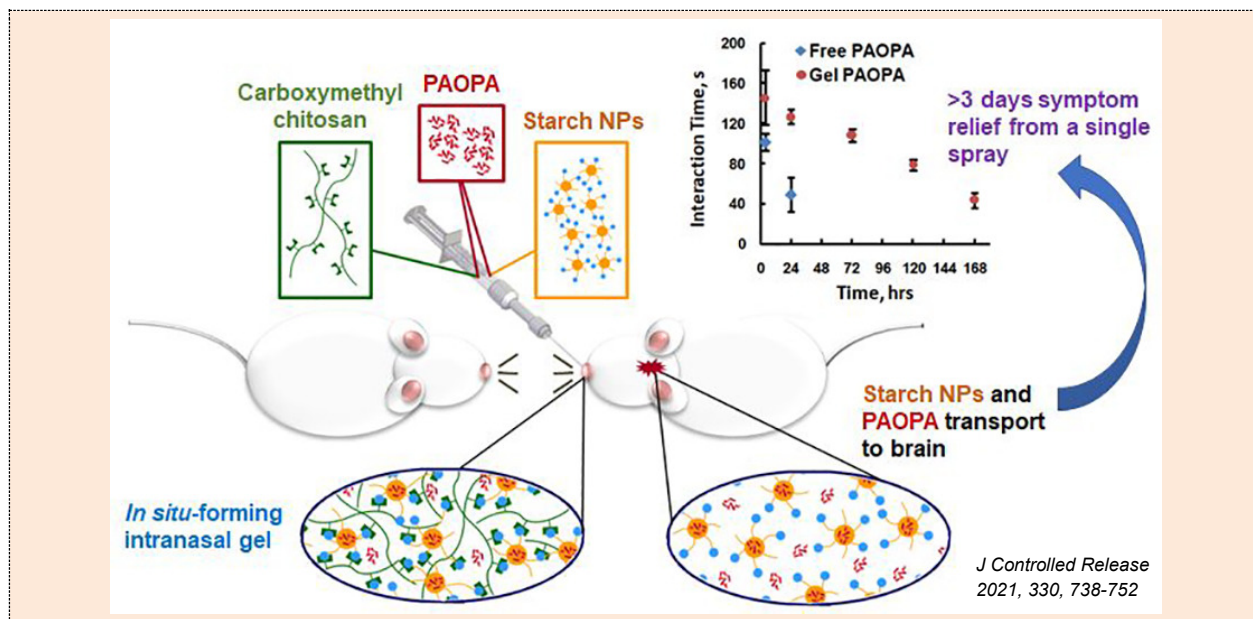 Carboxymethyl
chitosan
PAOPA
Starch NPs
200
160
120
80
40
0
Interaction Time, s
Free PAOPA
Gel PAOPA
0 24 48 72 96 120 144 168
Time, hrs
>3 days symptom
relief from a single
spray
Starch NPs and
PAOPA transport
to brain
In situ-forming
intranasal gel
J Controlled Release
2021, 330, 738-752